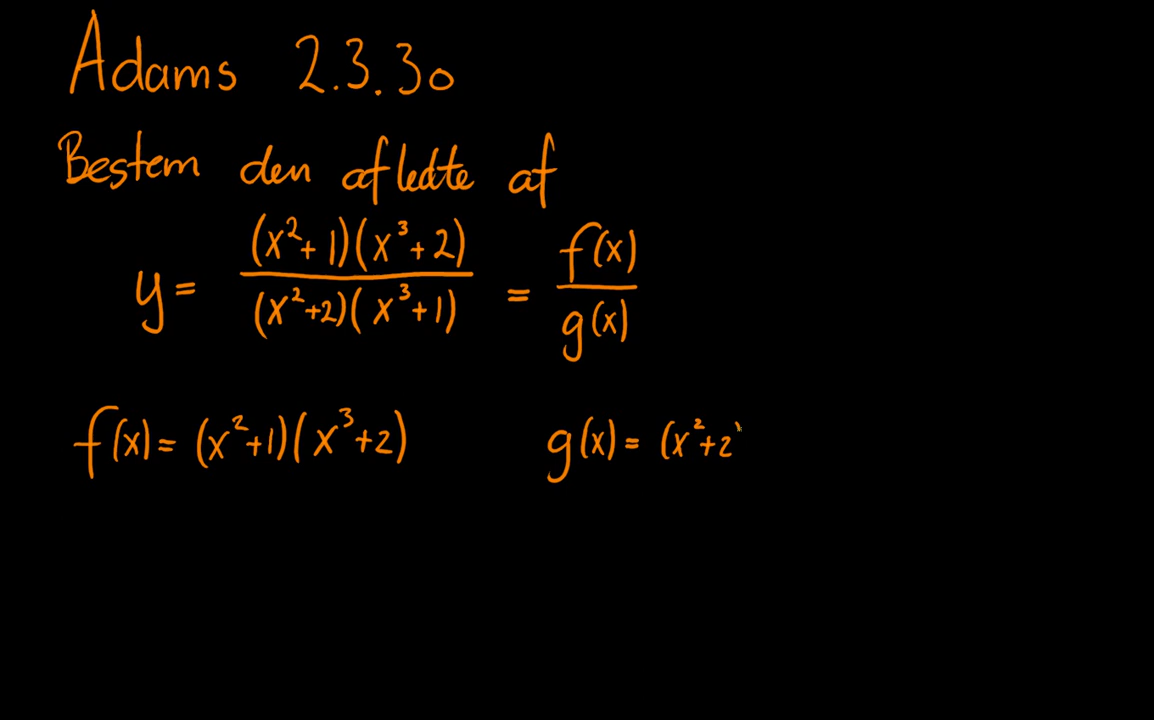 Adams 2.3.30
Bestem den afledte af
y = (x²+1)(x³+2) / (x²+2)(x³+1) = f(x) / g(x)
f(x) = (x²+1)(x³+2) g(x) = (x²+2)